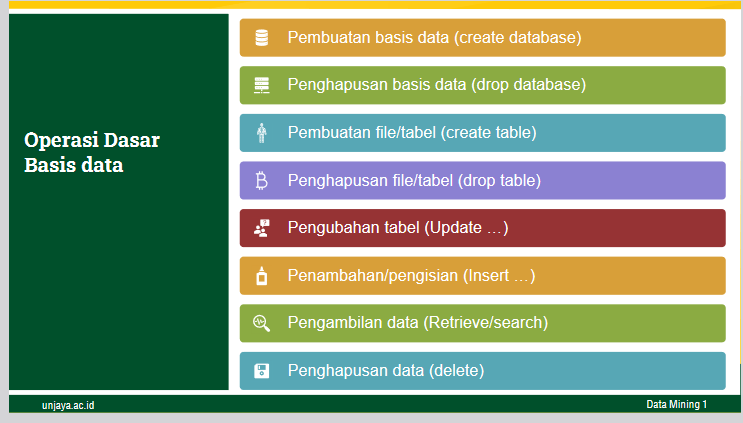 Operasi Dasar
Basis data
Pembuatan basis data (create database)
Penghapusan basis data (drop database)
Pembuatan file/tabel (create table)
Penghapusan file/tabel (drop table)
Pengubahan tabel (Update …)
Penambahan/pengisian (Insert …)
Pengambilan data (Retrieve/search)
Penghapusan data (delete)
unjaya.ac.id
Data Mining 1